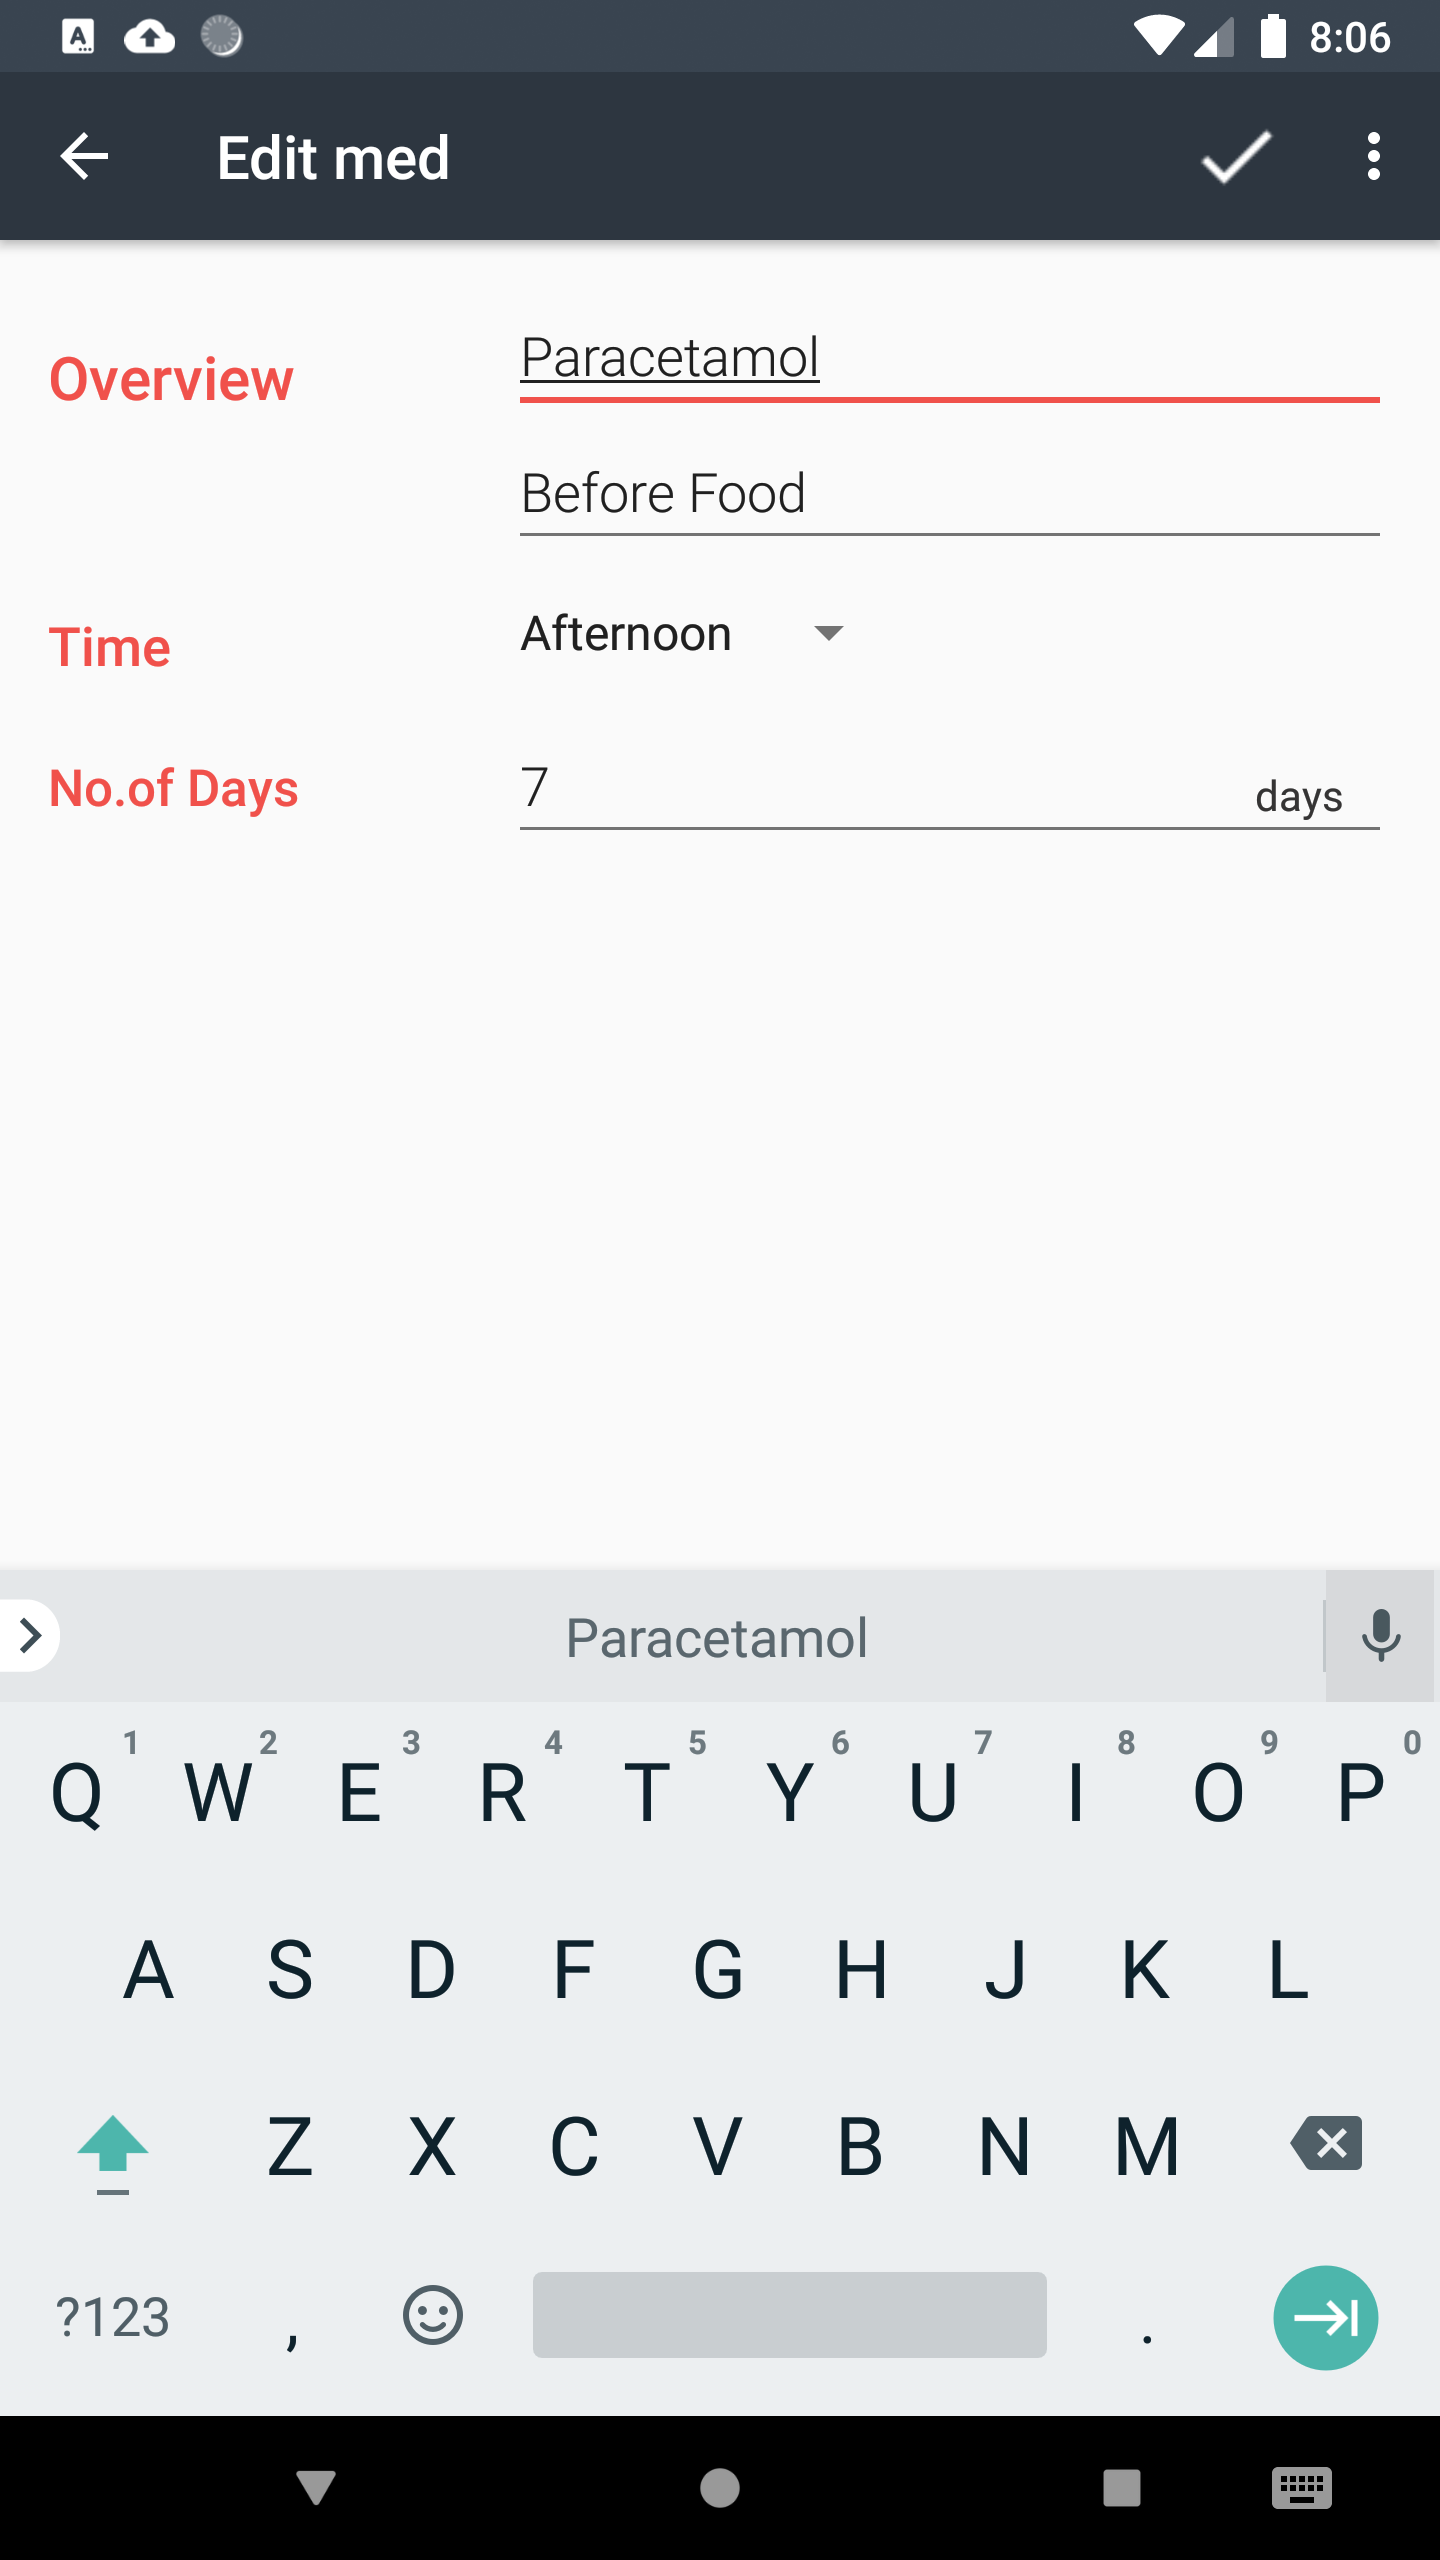 8:06
Edit med
Overview
Paracetamol
Before Food
Time
Afternoon
No.of Days
7
days
Paracetamol
1 2 3 4 5 6 7 8 9 0
Q W E R T Y U I O P
A S D F G H J K L
Z X C V B N M
?123 , .